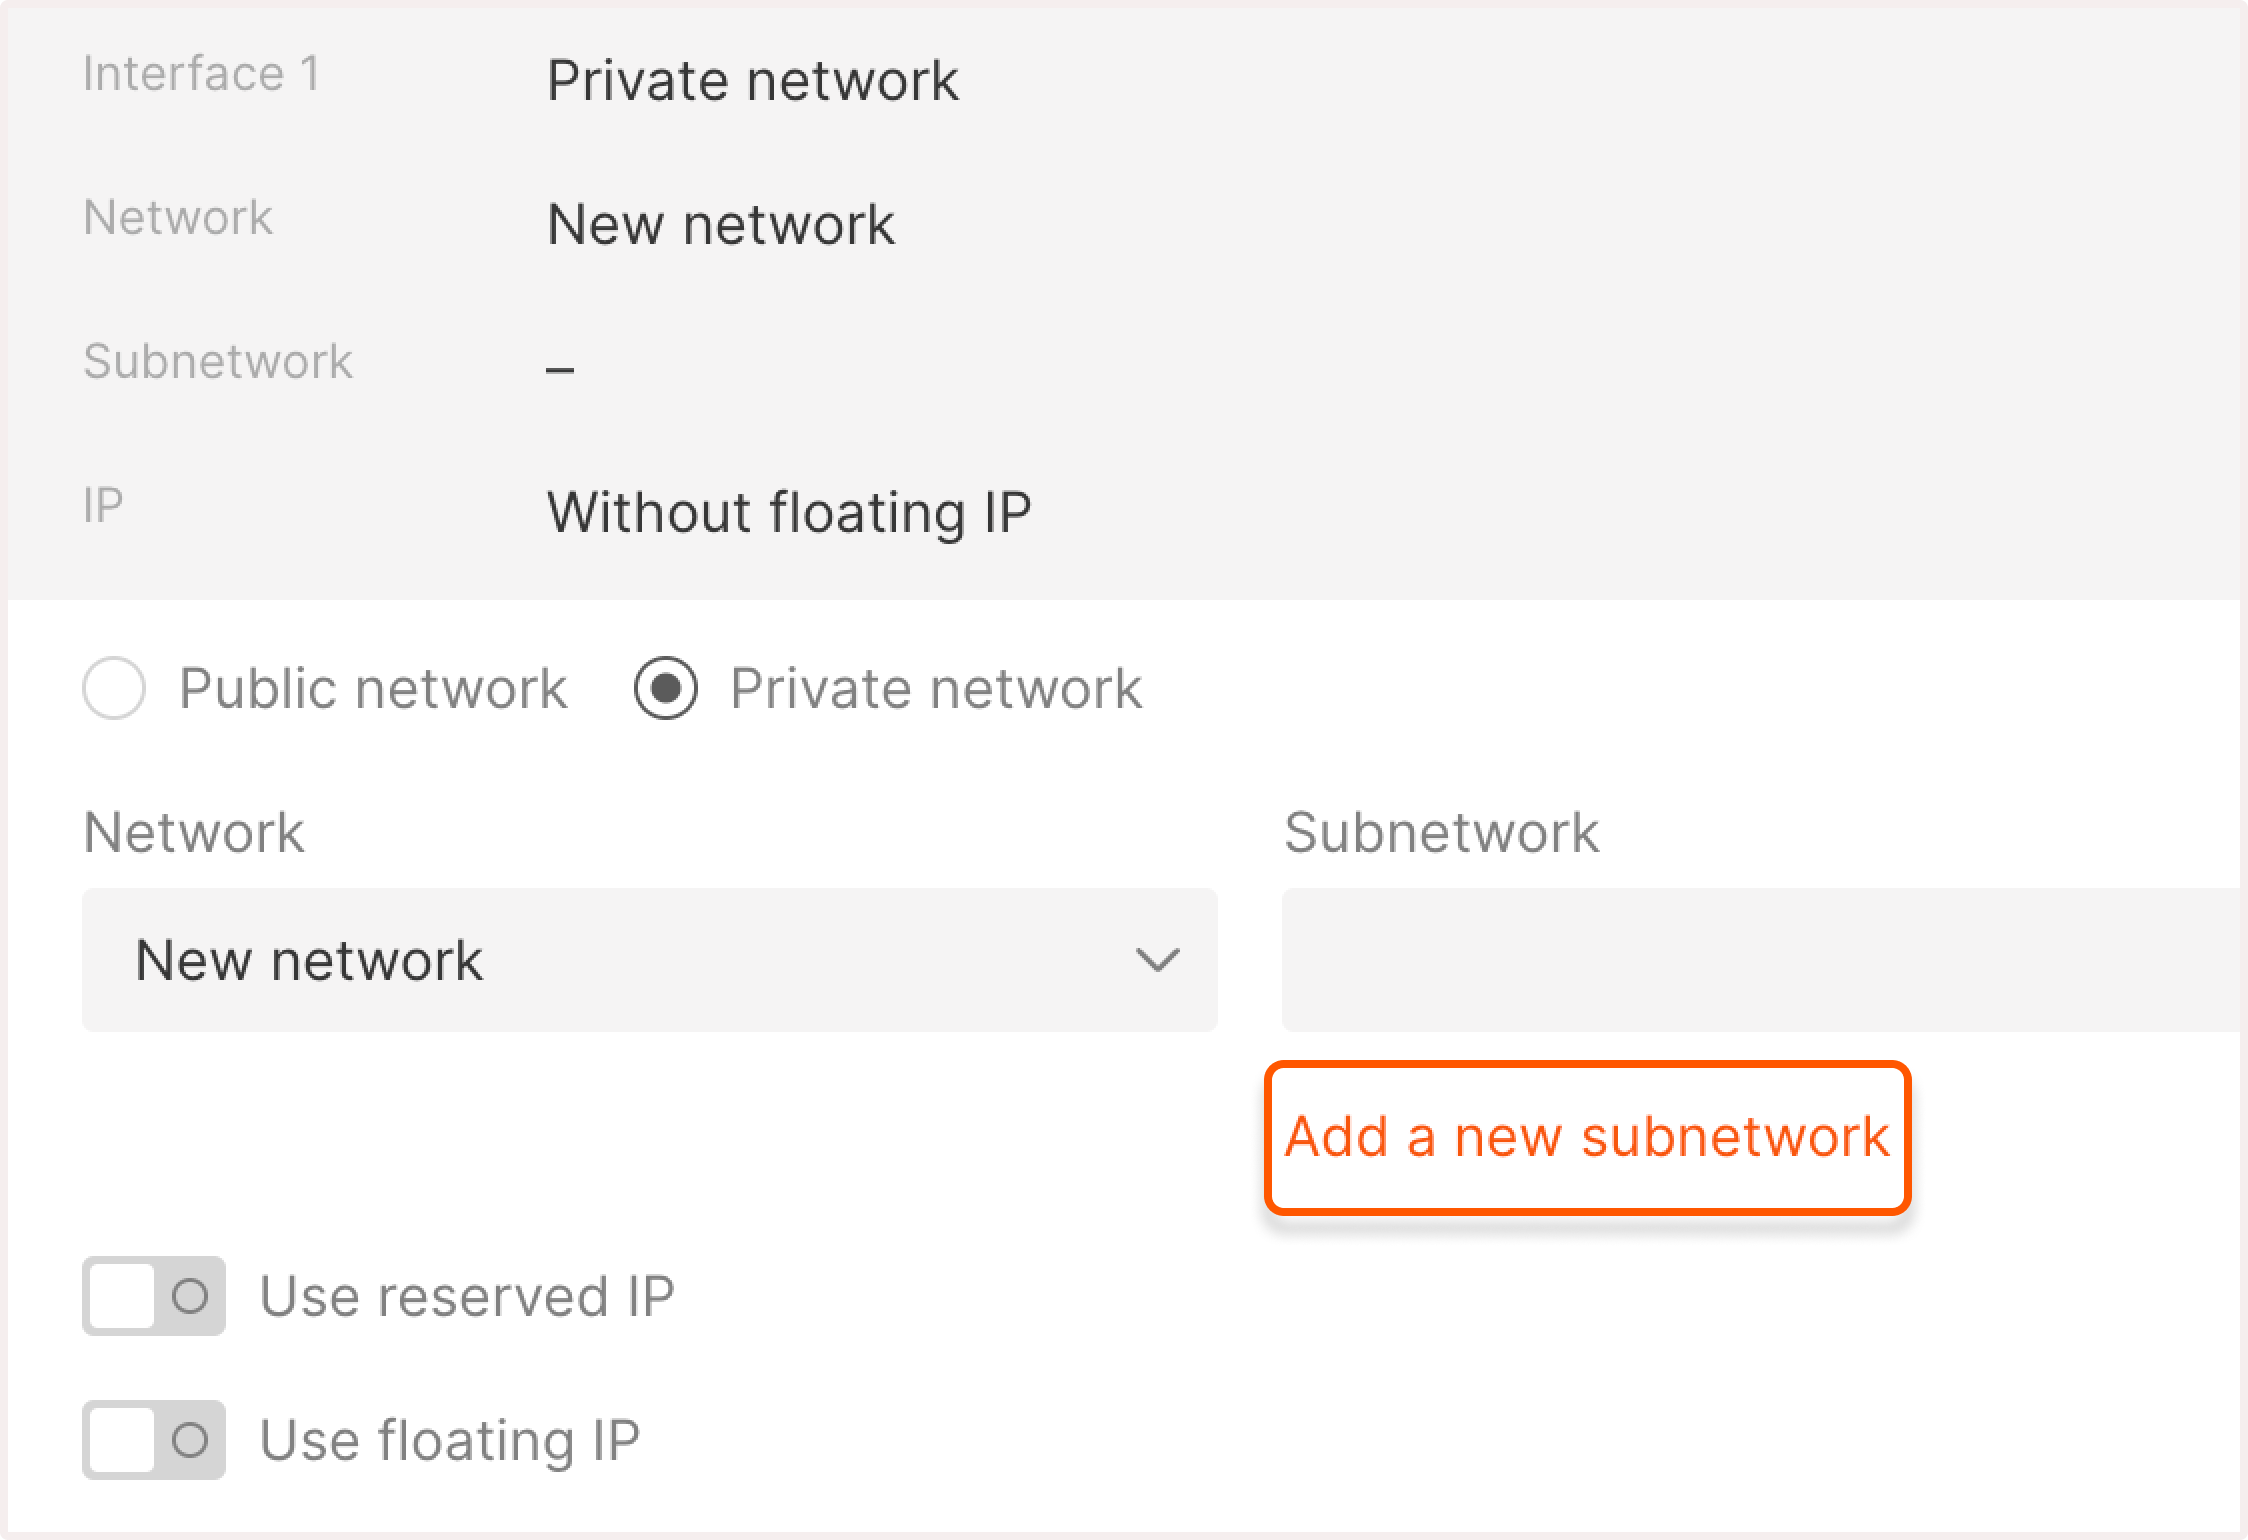 Interface 1 Private network
Network New network
Subnetwork –
IP Without floating IP
Public network Private network
Network Subnetwork
New network
Add a new subnetwork
Use reserved IP
Use floating IP